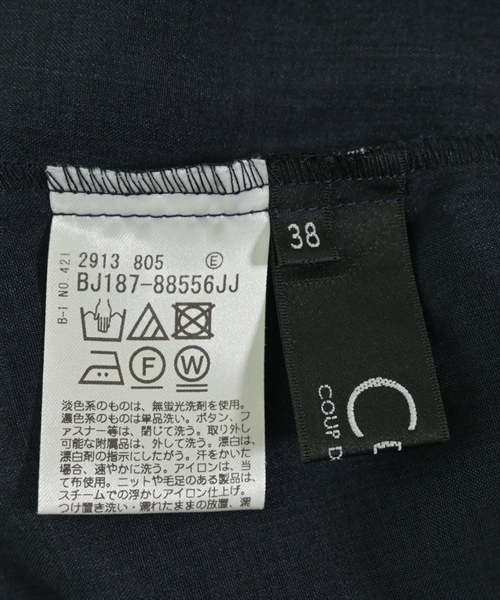 B-I NO.421
2913 805 E
BJ187-88556JJ
F W
淡色系のものは、無蛍光洗剤を使用。
濃色系のものは単品洗い。ボタン、フ
ァスナー等は、閉じて洗う。取り外し
可能な附属品は、外して洗う。漂白は、
漂白剤の指示にしたがう。汗をかいた
場合、速やかに洗う。アイロンは、当
て布使用。ニットや毛足のある製品は、
スチームでの浮かしアイロン仕上げ。
つけ置き洗い・濡れたままの放置、濡
38
COUP D